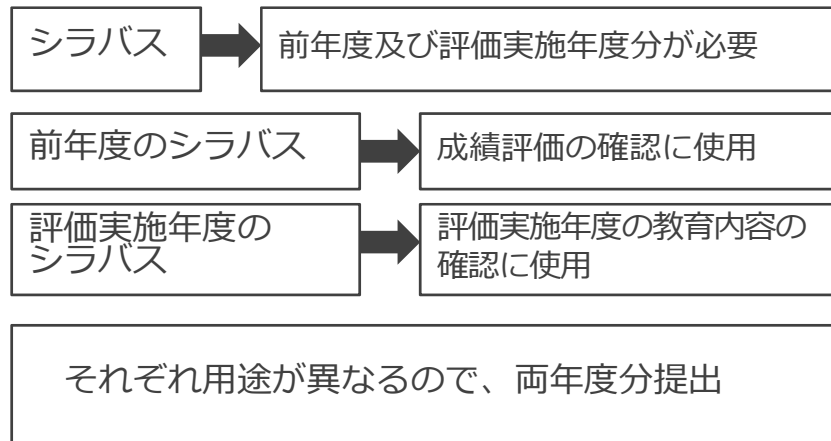 シラバス
前年度及び評価実施年度分が必要
前年度のシラバス
成績評価の確認に使用
評価実施年度の
シラバス
評価実施年度の教育内容の
確認に使用
それぞれ用途が異なるので、両年度分提出